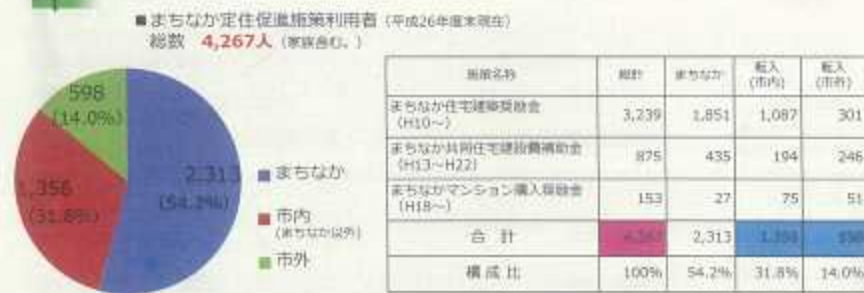 ■まちなか定住促進施策利用者（平成26年度末現在）
総数 4,267人（家族含む。）
598
(14.0%)
2,313
(54.2%)
1,356
(31.8%)
■まちなか
■市内
(まちなか以外)
■市外
施策名称 総計 まちなか 転入(市内) 転入(市外)
まちなか住宅建築奨励金(H10～) 3,239 1,851 1,087 301
まちなか共同住宅建設費補助金(H13～H22) 875 435 194 246
まちなかマンション購入奨励金(H18～) 153 27 75 51
合計 4,267 2,313 1,356 598
構成比 100% 54.2% 31.8% 14.0%